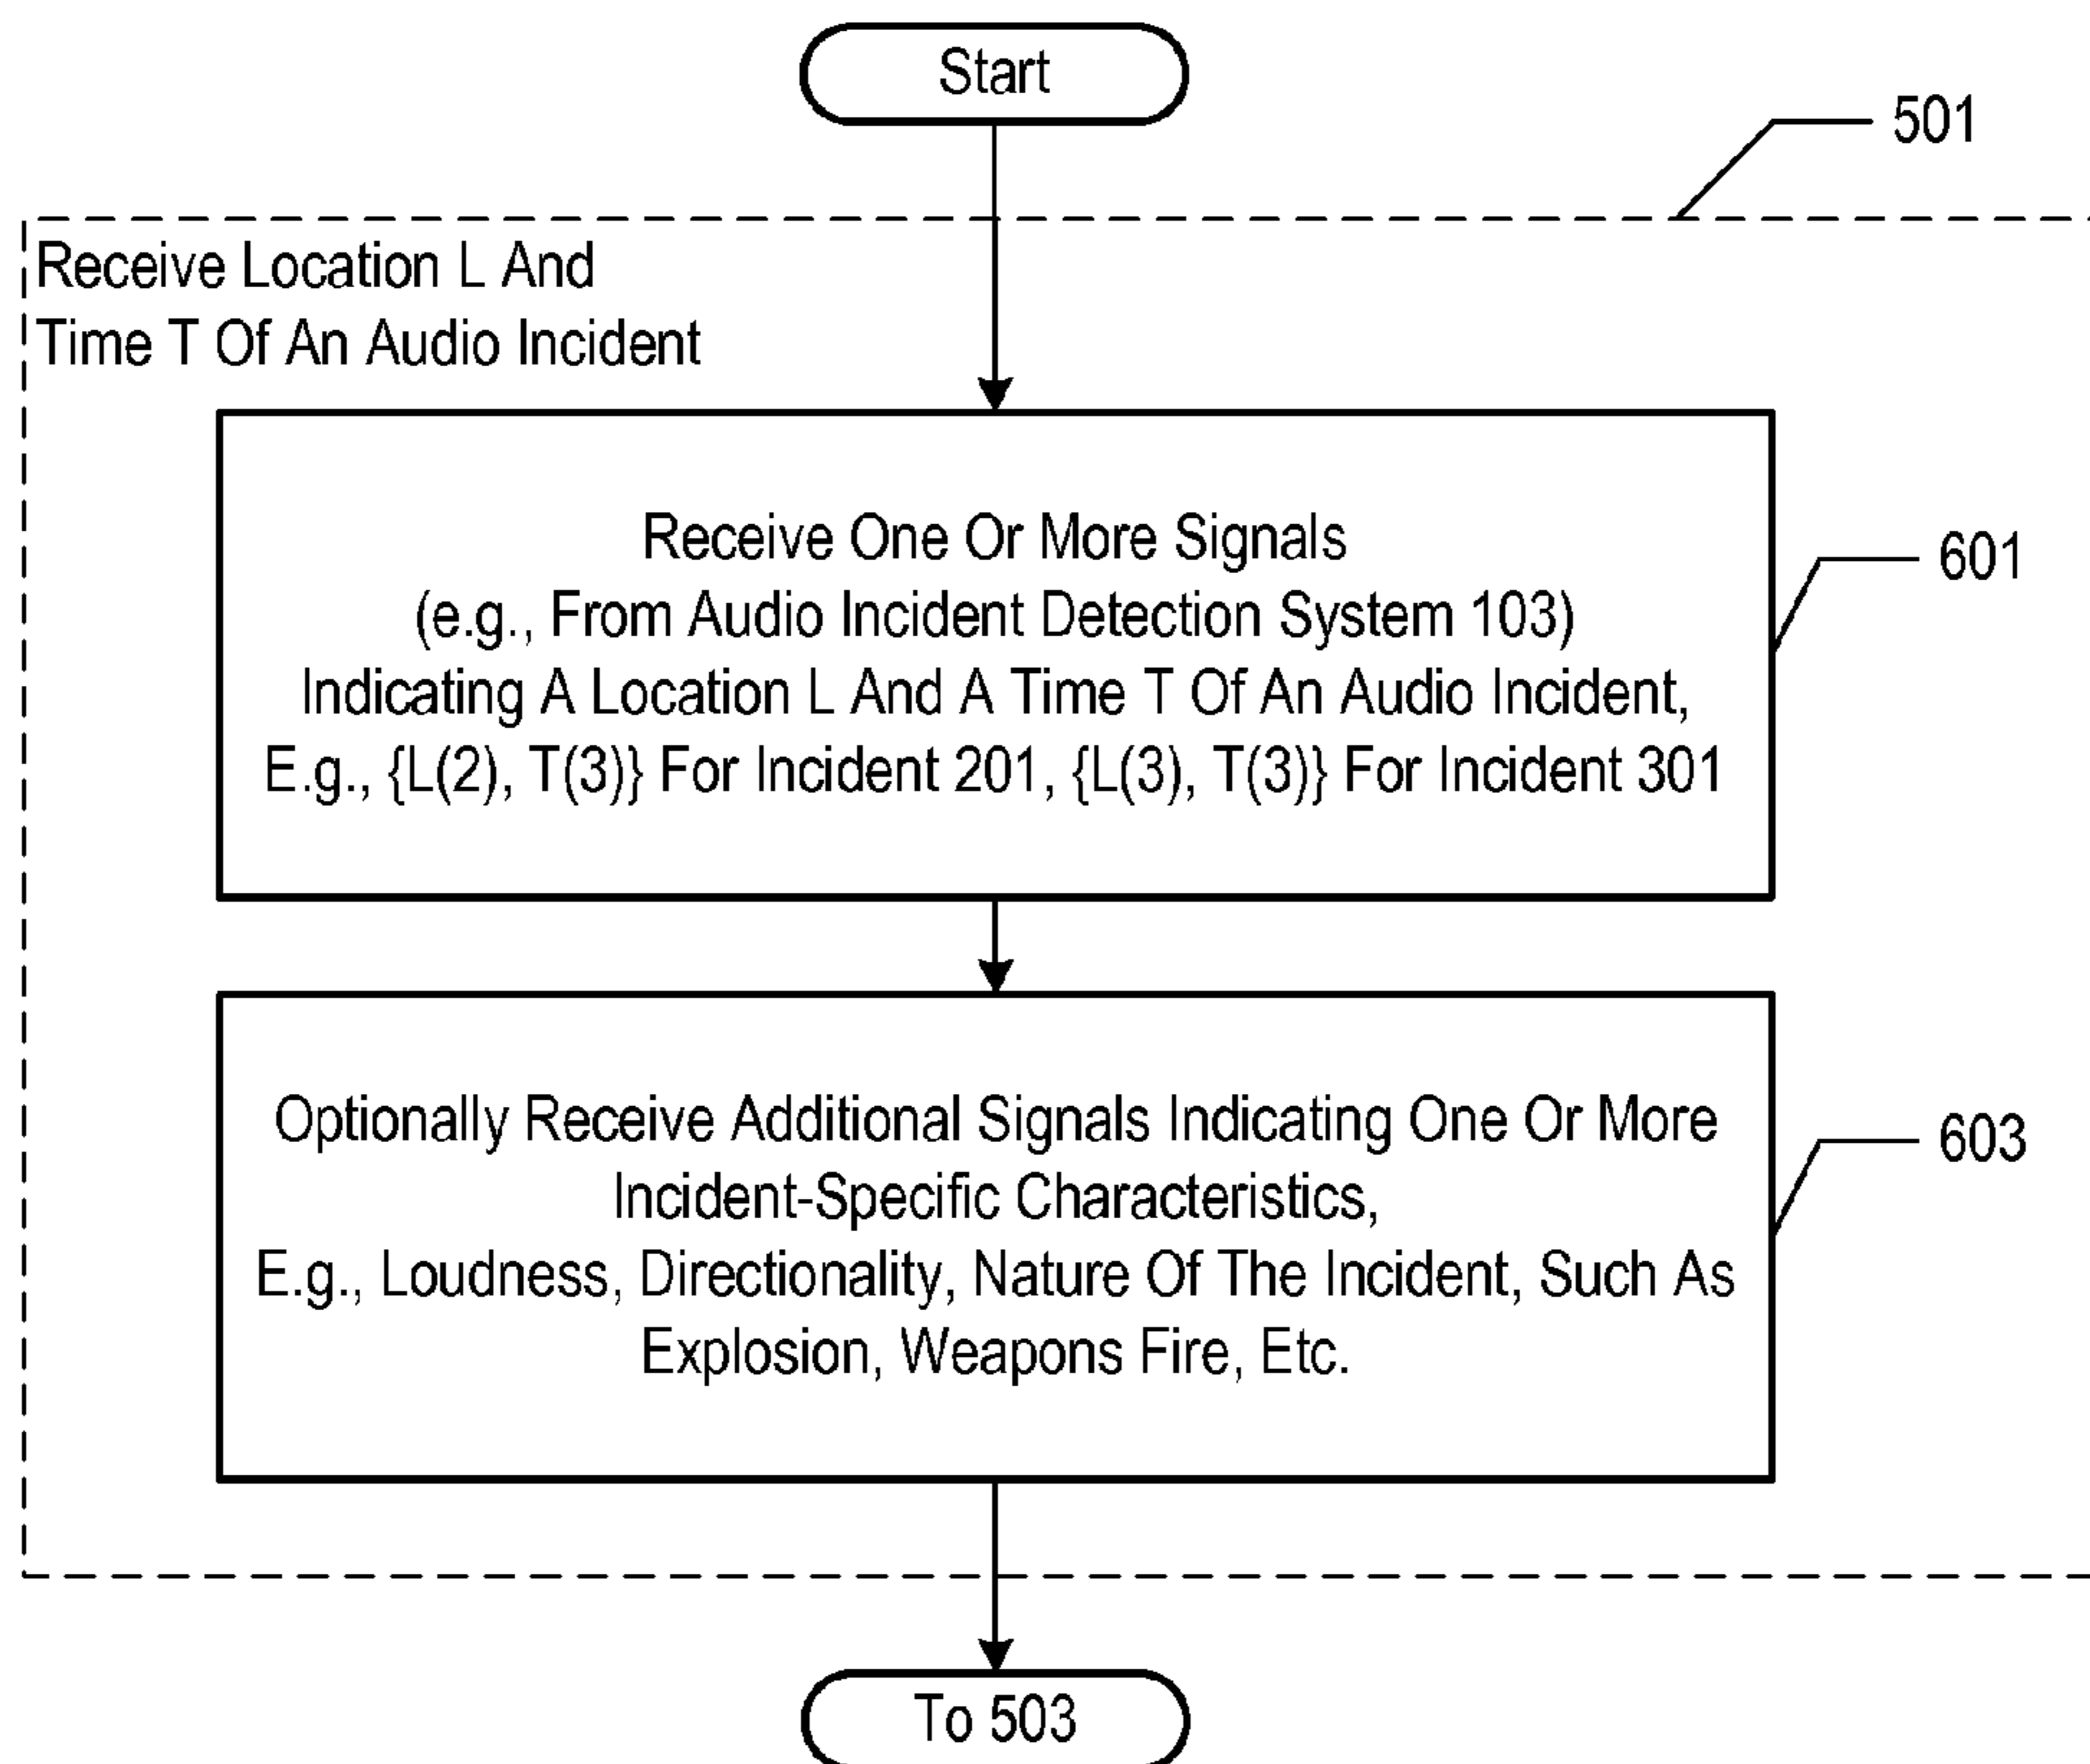 Start
501
Receive Location L And
Time T Of An Audio Incident
Receive One Or More Signals
(e.g., From Audio Incident Detection System 103)
Indicating A Location L And A Time T Of An Audio Incident,
E.g., {L(2), T(3)} For Incident 201, {L(3), T(3)} For Incident 301
601
Optionally Receive Additional Signals Indicating One Or More
Incident-Specific Characteristics,
E.g., Loudness, Directionality, Nature Of The Incident, Such As
Explosion, Weapons Fire, Etc.
603
To 503